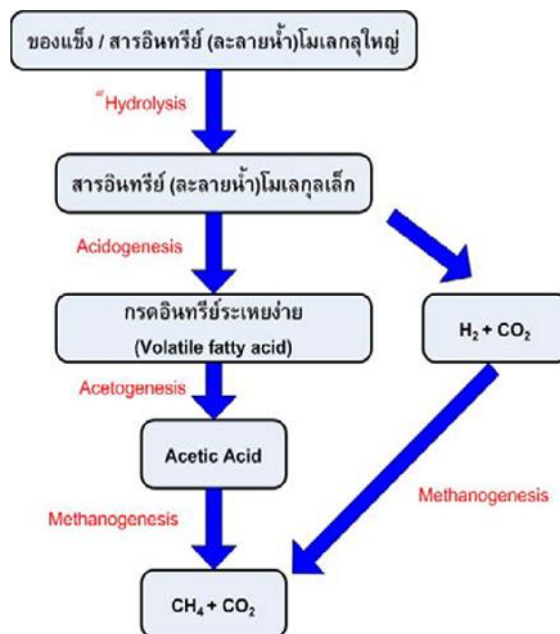 ของแข็ง / สารอินทรีย์ (ละลายน้ำ)โมเลกลุใหญ่
"Hydrolysis
สารอินทรีย์ (ละลายน้ำ)โมเลกุลเล็ก
Acidogenesis
กรดอินทรีย์ระเหยง่าย
(Volatile fatty acid)
H₂ + CO₂
Acetogenesis
Acetic Acid
Methanogenesis
Methanogenesis
CH₄ + CO₂